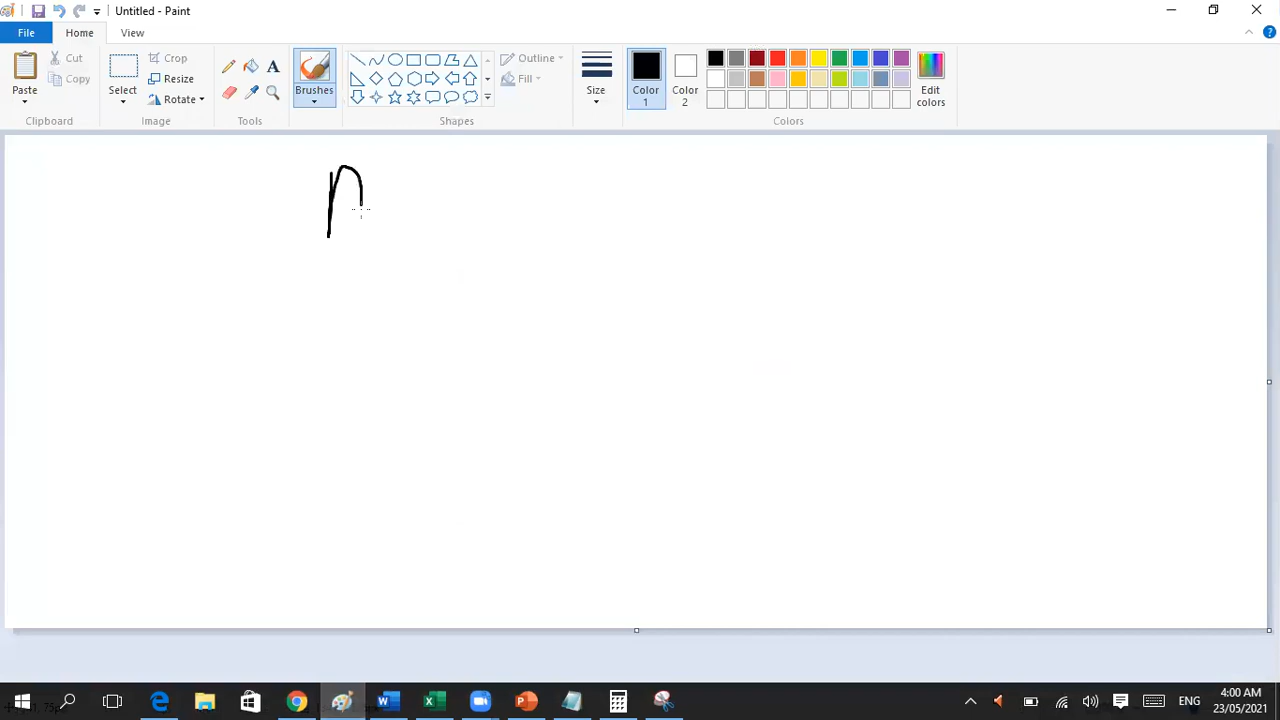 Untitled - Paint
File Home View
Paste Cut Copy Select Crop Resize Rotate A Brushes Outline Fill Size Color 1 Color 2 Edit colors
Clipboard Image Tools Shapes Colors
n
ENG 4:00 AM 23/05/2021